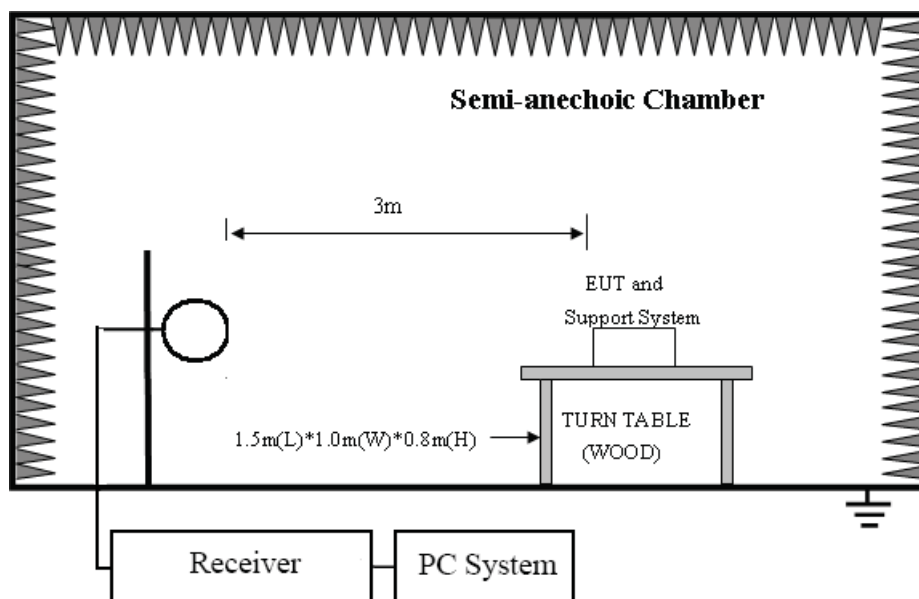 Semi-anechoic Chamber
3m
EUT and
Support System
1.5m(L)*1.0m(W)*0.8m(H)
TURN TABLE
(WOOD)
Receiver
PC System